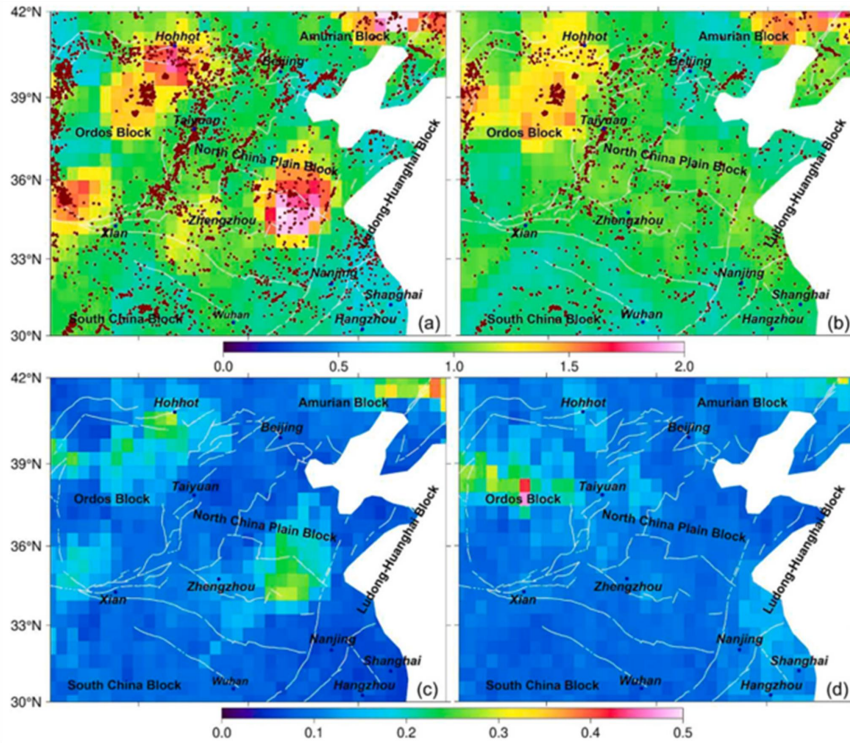 42°N
Hohhot
Amurian Block
Beijing
39°N
Taiyuan
Ordos Block
North China Plain Block
36°N
Zhengzhou
Xian
33°N
Nanjing
Shanghai
South China Block
Wuhan
Hangzhou
30°N
(a)
Hohhot
Amurian Block
Beijing
Taiyuan
Ordos Block
North China Plain Block
Ludong-Huanghai Block
Zhengzhou
Xian
Nanjing
Shanghai
South China Block
Wuhan
Hangzhou
(b)
Ludong-Huanghai Block
0.0 0.5 1.0 1.5 2.0
42°N
Hohhot
Amurian Block
Beijing
39°N
Taiyuan
Ordos Block
North China Plain Block
Ludong-Huanghai Block
36°N
Zhengzhou
Xian
33°N
Nanjing
Shanghai
South China Block
Wuhan
Hangzhou
30°N
(c)
Hohhot
Amurian Block
Beijing
Taiyuan
Ordos Block
North China Plain Block
Ludong-Huanghai Block
Zhengzhou
Xian
Nanjing
Shanghai
South China Block
Wuhan
Hangzhou
(d)
0.0 0.1 0.2 0.3 0.4 0.5